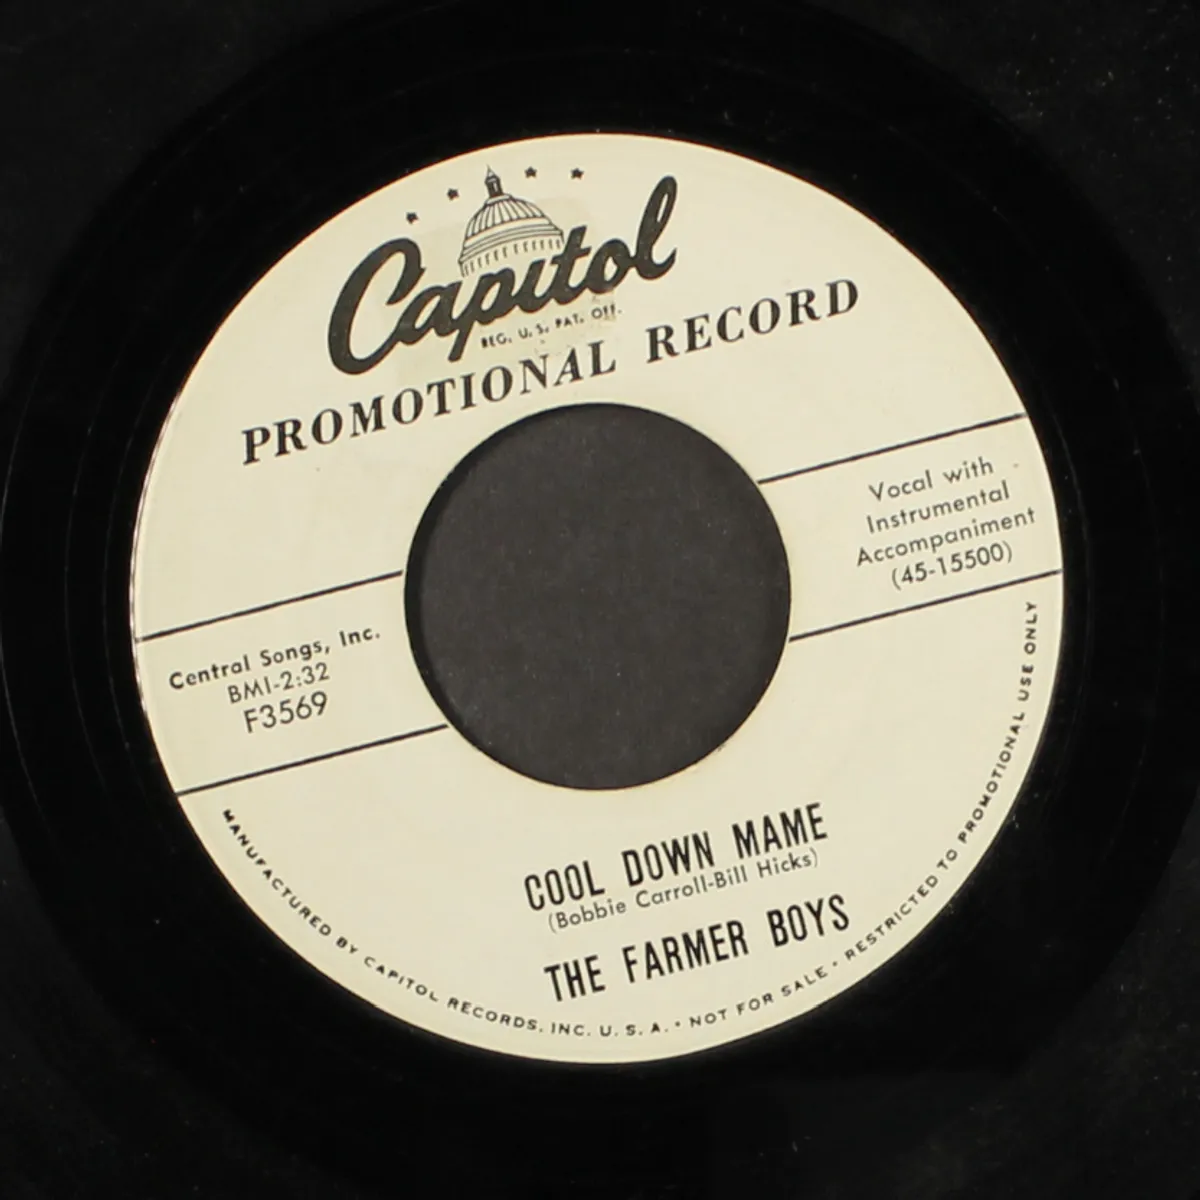 Capitol
REG. U. S. PAT. OFF.
PROMOTIONAL RECORD
Vocal with
Instrumental
Accompaniment
(45-15500)
Central Songs, Inc.
BMI-2:32
F3569
COOL DOWN MAME
(Bobbie Carroll-Bill Hicks)
THE FARMER BOYS
MANUFACTURED BY CAPITOL RECORDS, INC. U. S. A. • NOT FOR SALE • RESTRICTED TO PROMOTIONAL USE ONLY